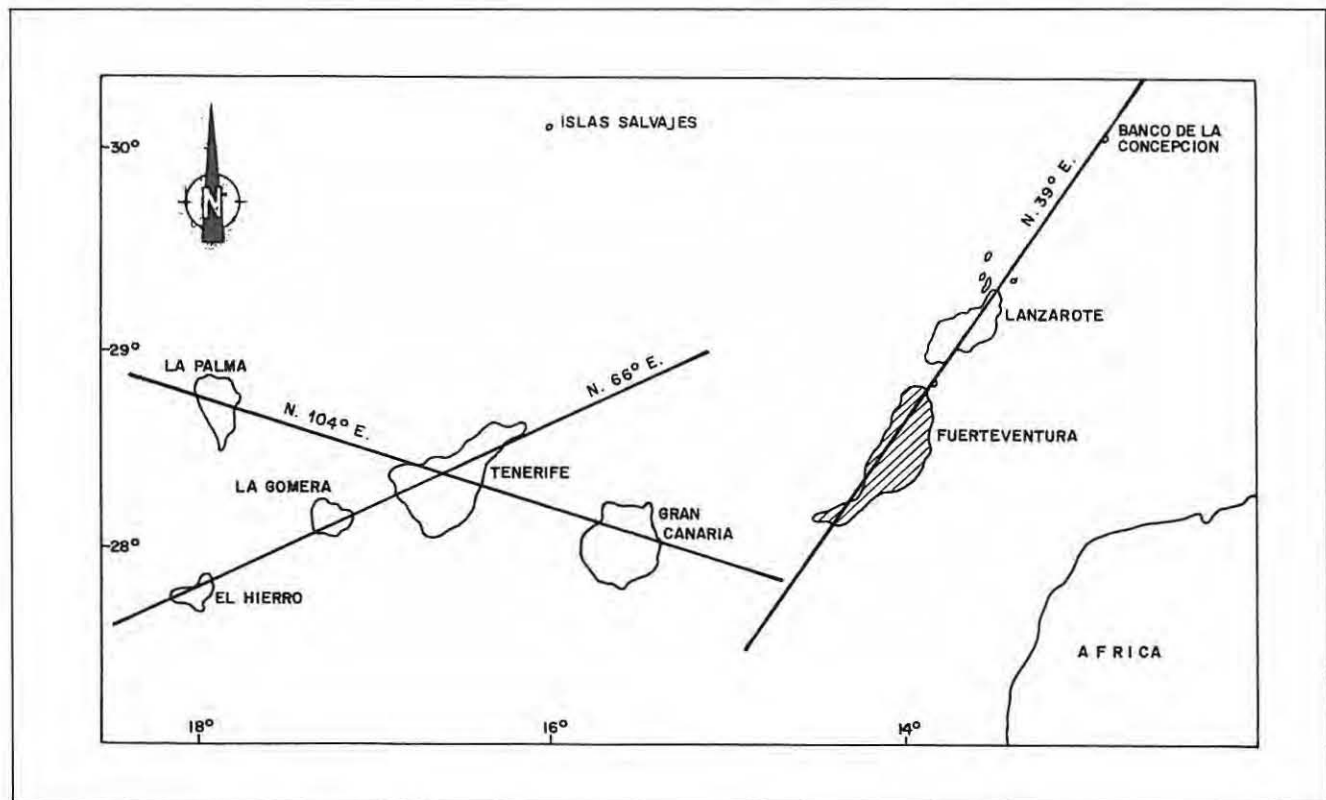 ISLAS SALVAJES
BANCO DE LA
CONCEPCION
30°
N
N. 39° E.
LANZAROTE
29°
LA PALMA
N. 66° E.
N. 104° E.
FUERTEVENTURA
TENERIFE
LA GOMERA
GRAN
CANARIA
28°
EL HIERRO
AFRICA
18°
16°
14°